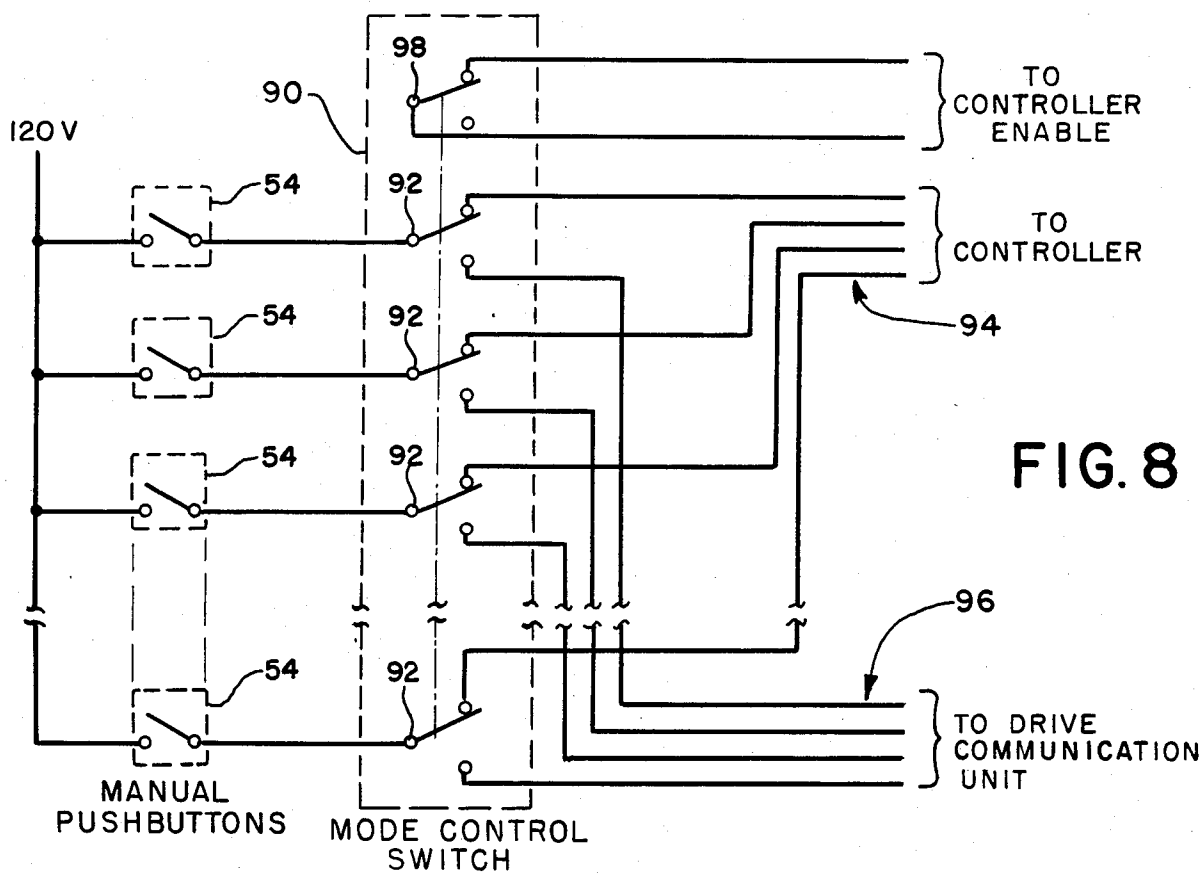 98
90
TO
CONTROLLER
ENABLE
120 V
54
92
TO
CONTROLLER
94
54
92
54
92
FIG. 8
96
54
92
TO DRIVE
COMMUNICATION
UNIT
MANUAL
PUSHBUTTONS
MODE CONTROL
SWITCH